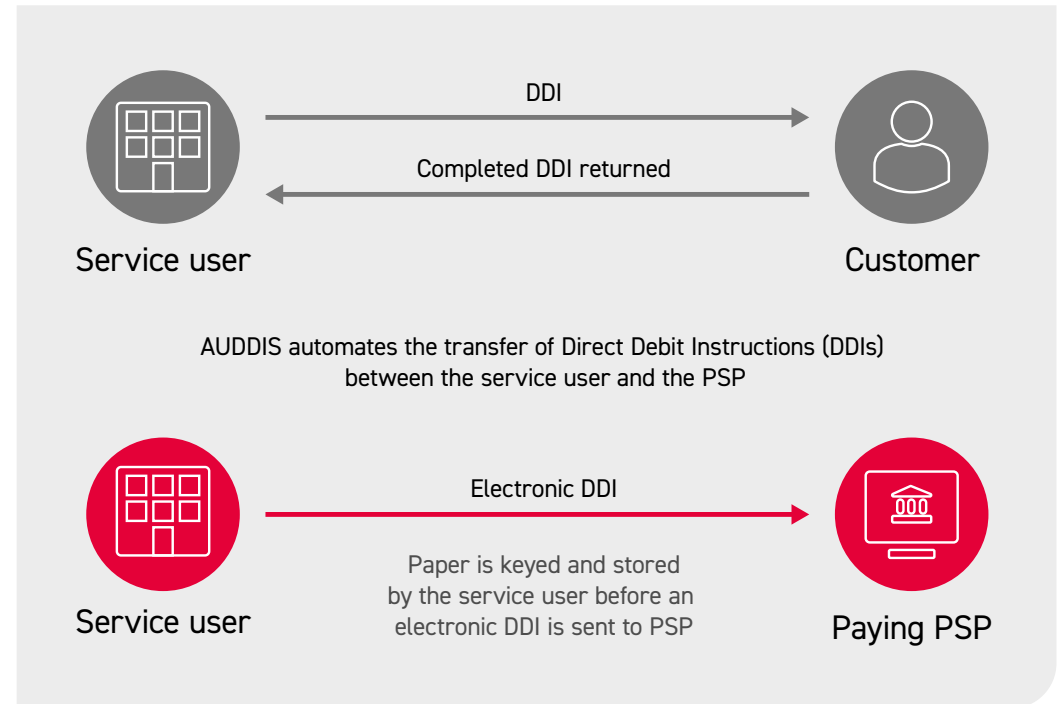 DDI
Completed DDI returned
Service user
Customer
AUDDIS automates the transfer of Direct Debit Instructions (DDIs)
between the service user and the PSP
Electronic DDI
Paper is keyed and stored
by the service user before an
electronic DDI is sent to PSP
Service user
Paying PSP